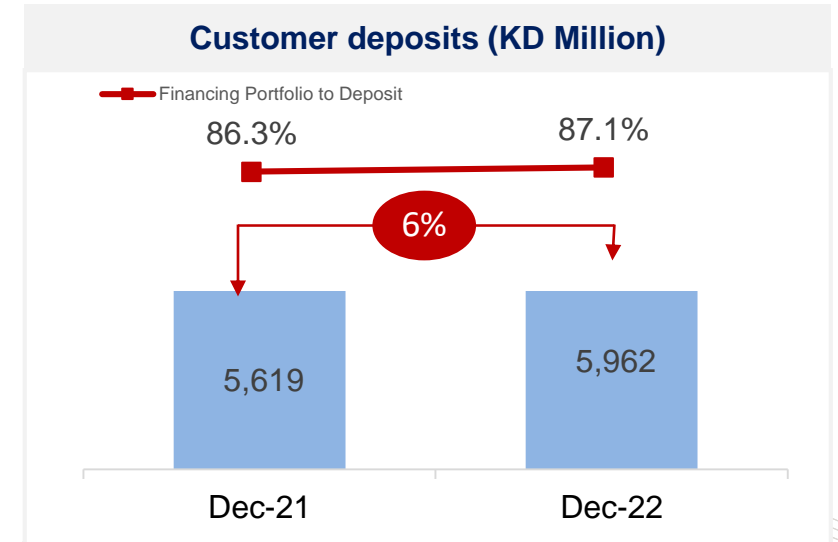 Customer deposits (KD Million)
Financing Portfolio to Deposit
86.3%
87.1%
6%
5,619
5,962
Dec-21
Dec-22